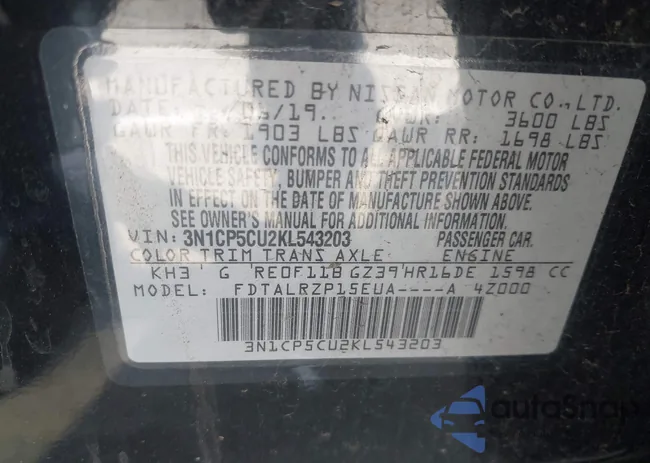 MANUFACTURED BY NISSAN MOTOR CO., LTD.
DATE: /19. 3600 LBS
GAWR FR: 1903 LBS GAWR RR: 1698 LBS
THIS VEHICLE CONFORMS TO ALL APPLICABLE FEDERAL MOTOR
VEHICLE SAFETY, BUMPER AND THEFT PREVENTION STANDARDS
IN EFFECT ON THE DATE OF MANUFACTURE SHOWN ABOVE.
SEE OWNER'S MANUAL FOR ADDITIONAL INFORMATION.
VIN: 3N1CP5CU2KL543203 PASSENGER CAR.
COLOR TRIM TRANS AXLE ENGINE
KH3 G RE0F11B GZ39 HR16DE 1598 CC
MODEL: FDTALRZP15EUA----A 4Z000
3N1CP5CU2KL543203
autoSnap